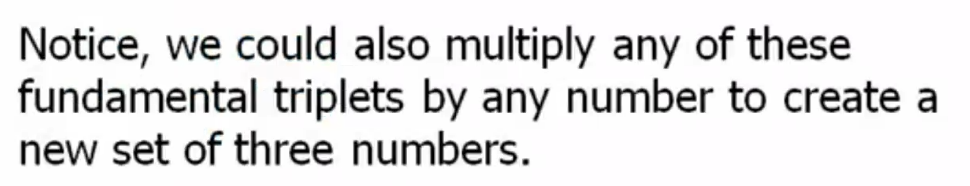 Notice, we could also multiply any of these
fundamental triplets by any number to create a
new set of three numbers.